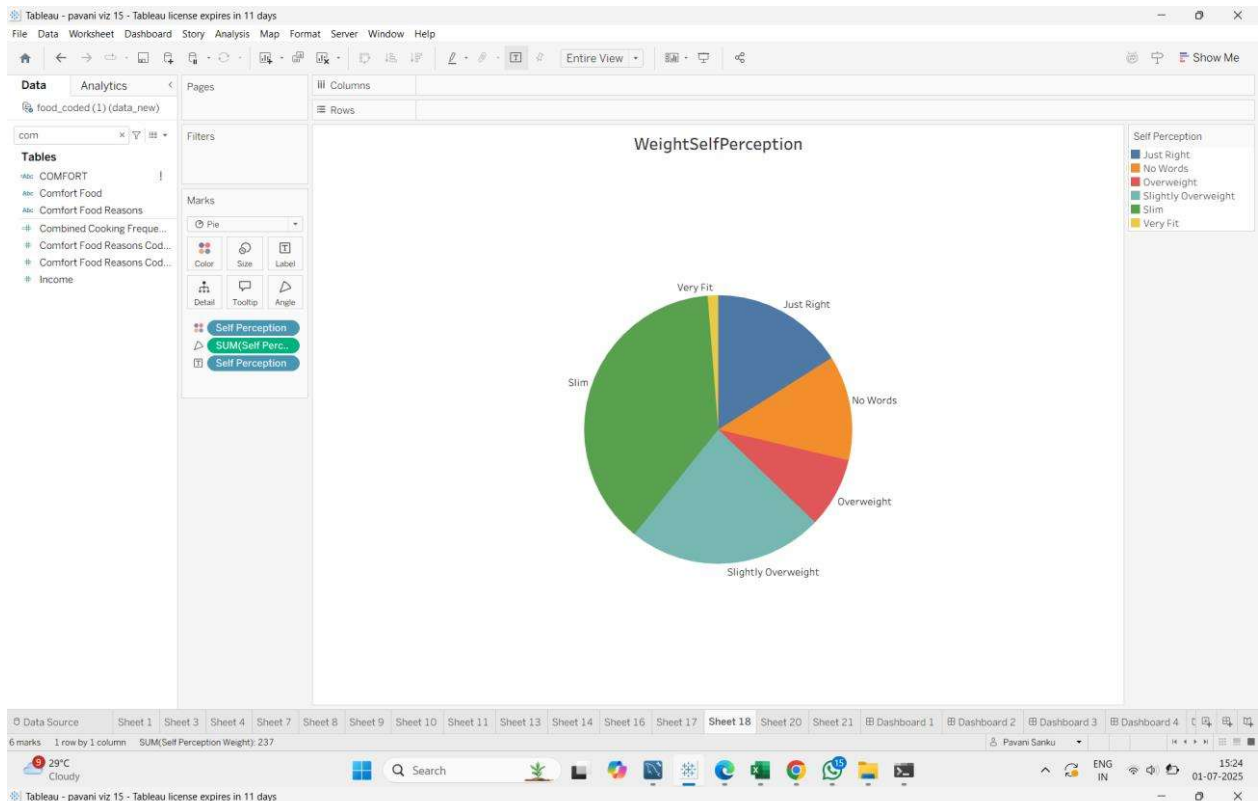 Tableau - pavani viz 15 - Tableau license expires in 11 days
File Data Worksheet Dashboard Story Analysis Map Format Server Window Help
Entire View
Show Me
Data Analytics
food_coded (1) (data_new)
com
Tables
Abc COMFORT !
Abc Comfort Food
Abc Comfort Food Reasons
Combined Cooking Freque...
# Comfort Food Reasons Cod...
# Comfort Food Reasons Cod...
# Income
Pages
Filters
Marks
Pie
Color Size Label
Detail Tooltip Angle
Self Perception
SUM(Self Perc..
Self Perception
Columns
Rows
WeightSelfPerception
Very Fit
Just Right
Slim
No Words
Overweight
Slightly Overweight
Self Perception
Just Right
No Words
Overweight
Slightly Overweight
Slim
Very Fit
Data Source Sheet 1 Sheet 3 Sheet 4 Sheet 7 Sheet 8 Sheet 9 Sheet 10 Sheet 11 Sheet 13 Sheet 14 Sheet 16 Sheet 17 Sheet 18 Sheet 20 Sheet 21 Dashboard 1 Dashboard 2 Dashboard 3 Dashboard 4
6 marks 1 row by 1 column SUM(Self Perception Weight): 237
Pavani Sanku
9
29°C
Cloudy
Search
15
ENG
IN
15:24
01-07-2025
Tableau - pavani viz 15 - Tableau license expires in 11 days